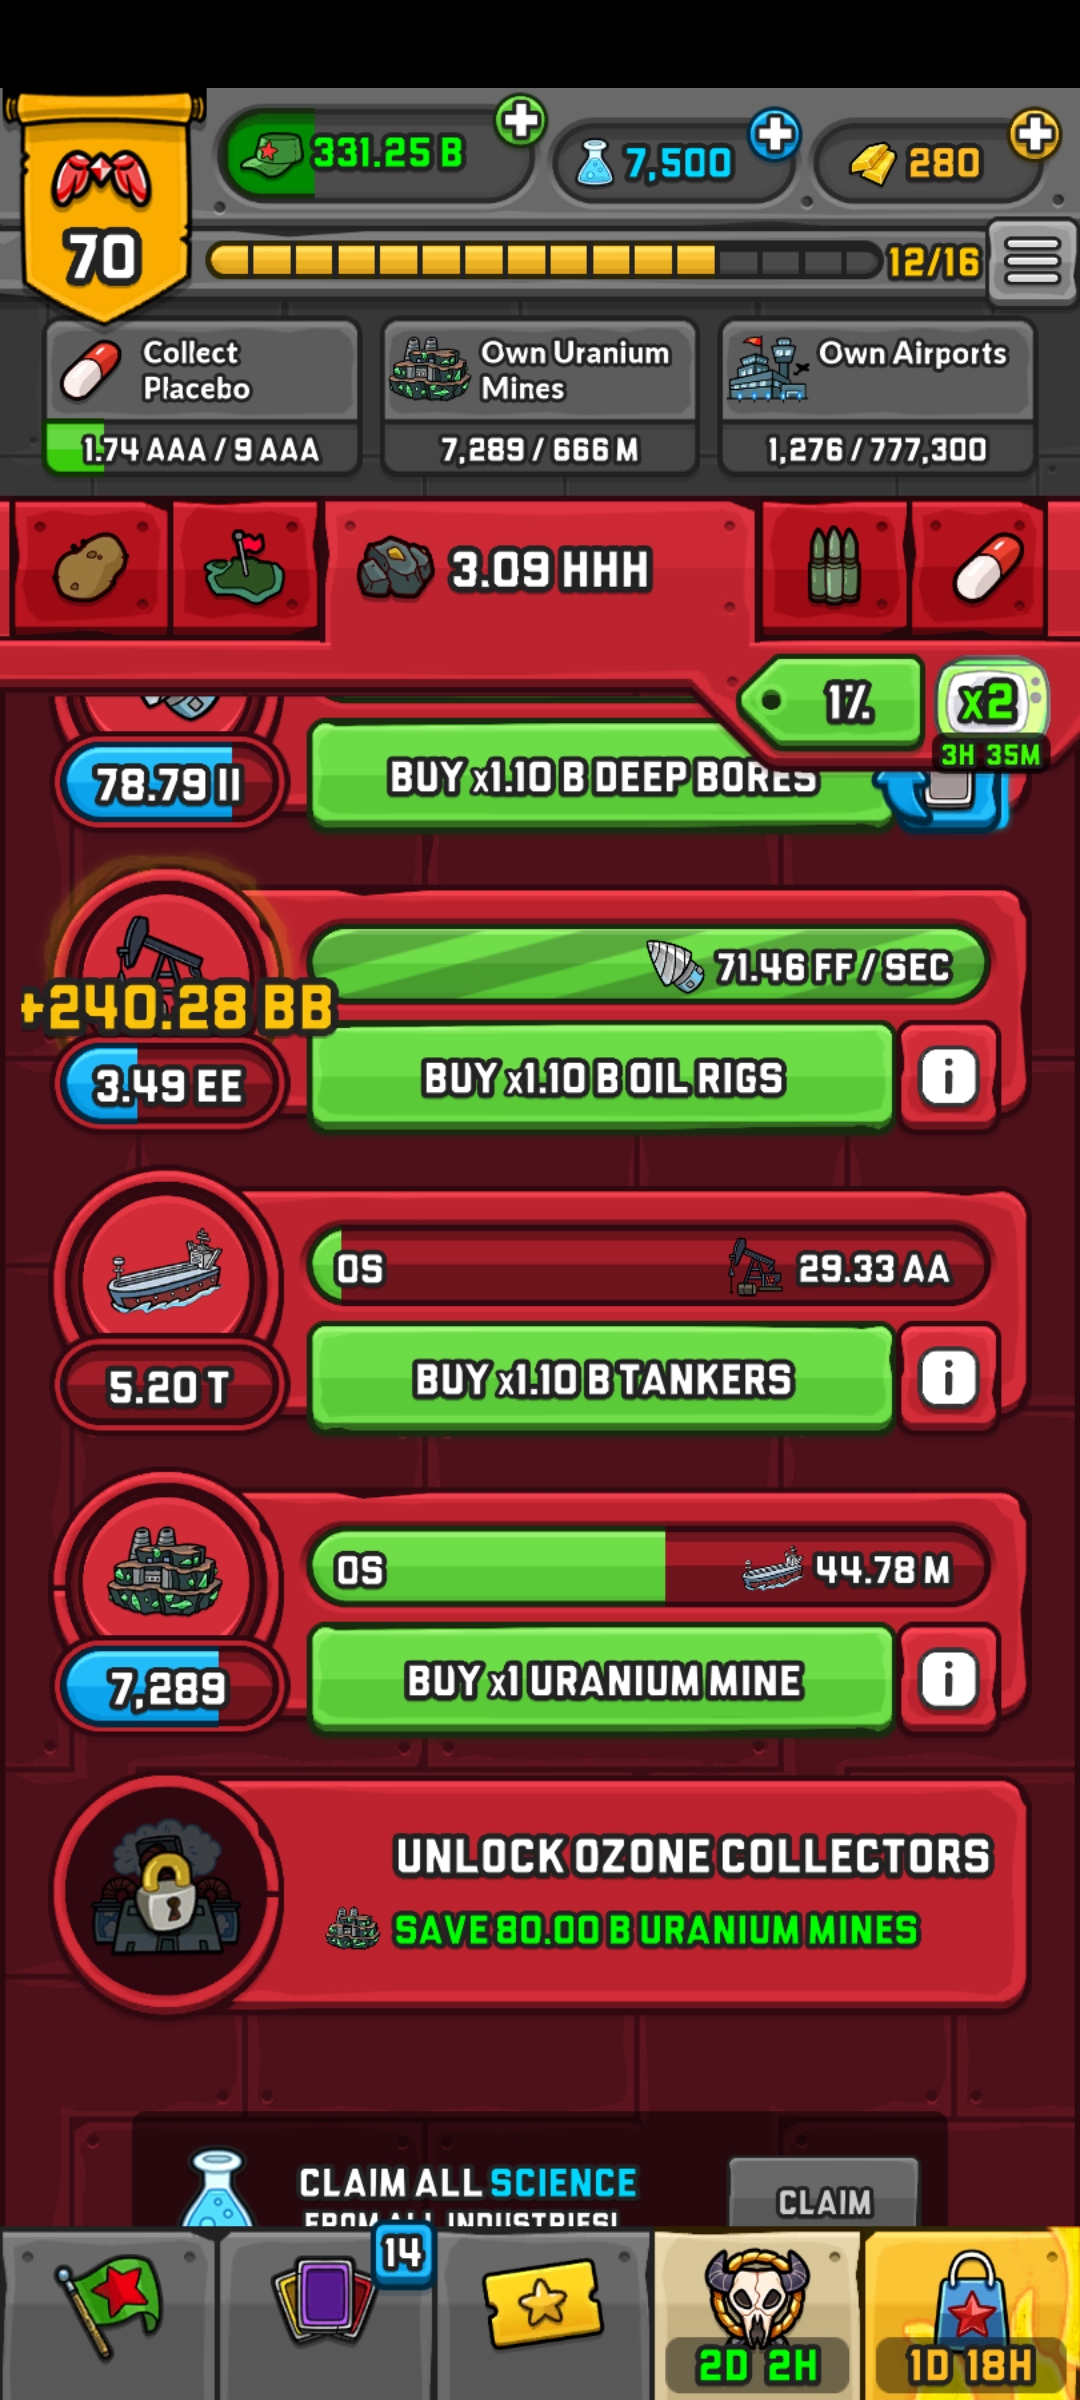 70
331.25 B
7,500
280
12/16
Collect
Placebo
1.74 AAA / 9 AAA
Own Uranium
Mines
7,289 / 666 M
Own Airports
1,276 / 777,300
3.09 HHH
1%
x2
3H 35M
78.79 II
BUY x1.10 B DEEP BORES
+240.28 BB
71.46 FF / SEC
3.49 EE
BUY x1.10 B OIL RIGS
i
0S
29.33 AA
5.20 T
BUY x1.10 B TANKERS
i
0S
44.78 M
7,289
BUY x1 URANIUM MINE
i
UNLOCK OZONE COLLECTORS
SAVE 80.00 B URANIUM MINES
CLAIM ALL SCIENCE
FROM ALL INDUSTRIES!
CLAIM
14
2D 2H
1D 18H